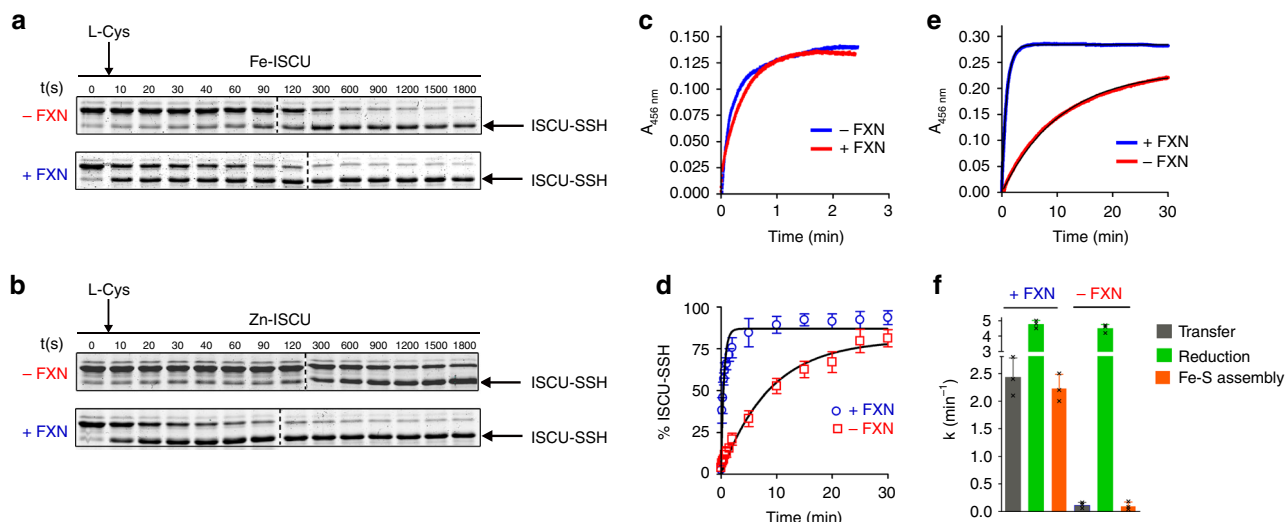 a
L-Cys
Fe-ISCU
t(s) 0 10 20 30 40 60 90 120 300 600 900 1200 1500 1800
– FXN
ISCU-SSH
+ FXN
ISCU-SSH
b
L-Cys
Zn-ISCU
t(s) 0 10 20 30 40 60 90 120 300 600 900 1200 1500 1800
– FXN
ISCU-SSH
+ FXN
ISCU-SSH
c
0.150
0.125
0.100
0.075
0.050
0.025
0.000
A456 nm
– FXN
+ FXN
0 1 2 3
Time (min)
d
100
75
50
25
0
% ISCU-SSH
+ FXN
– FXN
0 10 20 30
Time (min)
e
0.30
0.20
0.10
0.00
A456 nm
+ FXN
– FXN
0 10 20 30
Time (min)
f
+ FXN – FXN
5
4
3
2.5
2.0
1.5
1.0
0.5
0.0
k (min⁻¹)
Transfer
Reduction
Fe-S assembly